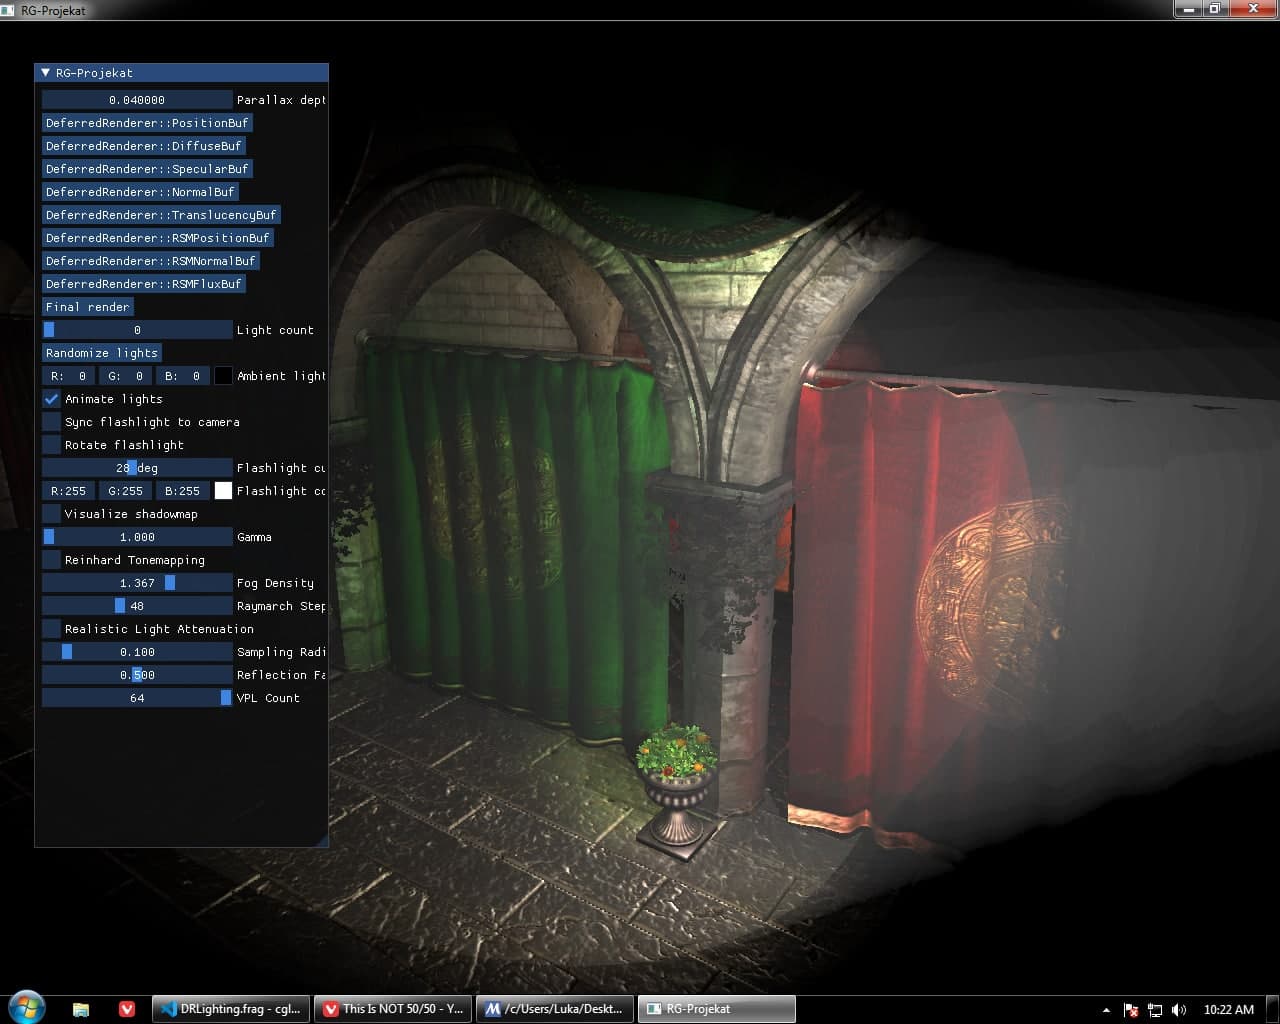 RG-Projekat
RG-Projekat
0.040000 Parallax dept
DeferredRenderer::PositionBuf
DeferredRenderer::DiffuseBuf
DeferredRenderer::SpecularBuf
DeferredRenderer::NormalBuf
DeferredRenderer::TranslucencyBuf
DeferredRenderer::RSMPositionBuf
DeferredRenderer::RSMNormalBuf
DeferredRenderer::RSMFluxBuf
Final render
0 Light count
Randomize lights
R: 0 G: 0 B: 0 Ambient light
Animate lights
Sync flashlight to camera
Rotate flashlight
28 deg Flashlight cu
R:255 G:255 B:255 Flashlight co
Visualize shadowmap
1.000 Gamma
Reinhard Tonemapping
1.367 Fog Density
48 Raymarch Step
Realistic Light Attenuation
0.100 Sampling Radi
0.500 Reflection Fa
64 VPL Count
DRLighting.frag - cgl... This Is NOT 50/50 - Y... /c/Users/Luka/Deskt... RG-Projekat 10:22 AM